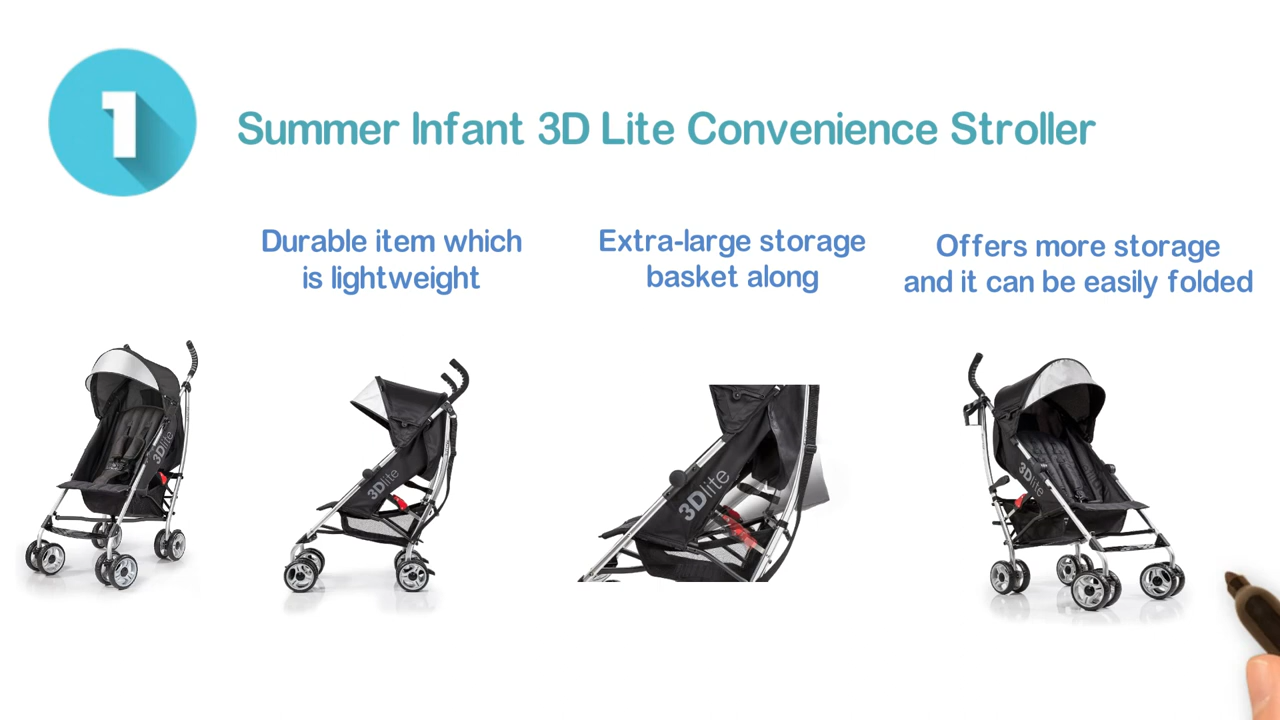 1
Summer Infant 3D Lite Convenience Stroller
Durable item which
is lightweight
Extra-large storage
basket along
Offers more storage
and it can be easily folded
3Dlite
3Dlite
3Dlite
3Dlite